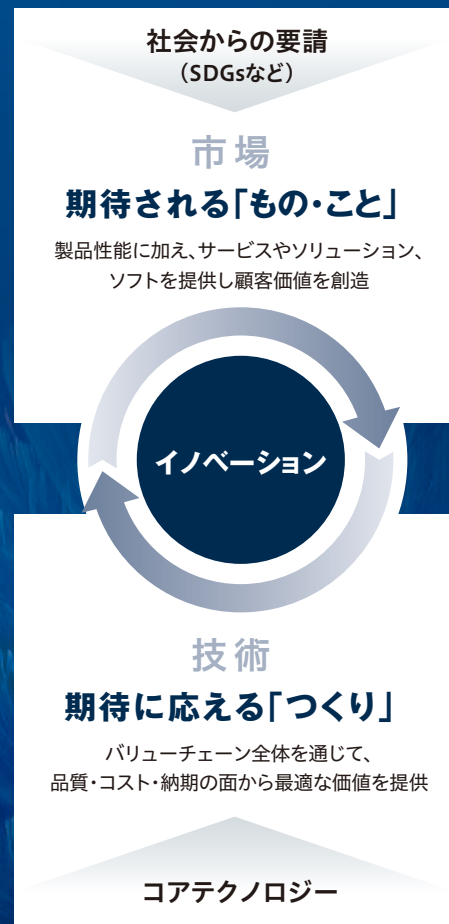 社会からの要請
（SDGsなど）
市場
期待される「もの・こと」
製品性能に加え、サービスやソリューション、
ソフトを提供し顧客価値を創造
イノベーション
技術
期待に応える「つくり」
バリューチェーン全体を通じて、
品質・コスト・納期の面から最適な価値を提供
コアテクノロジー